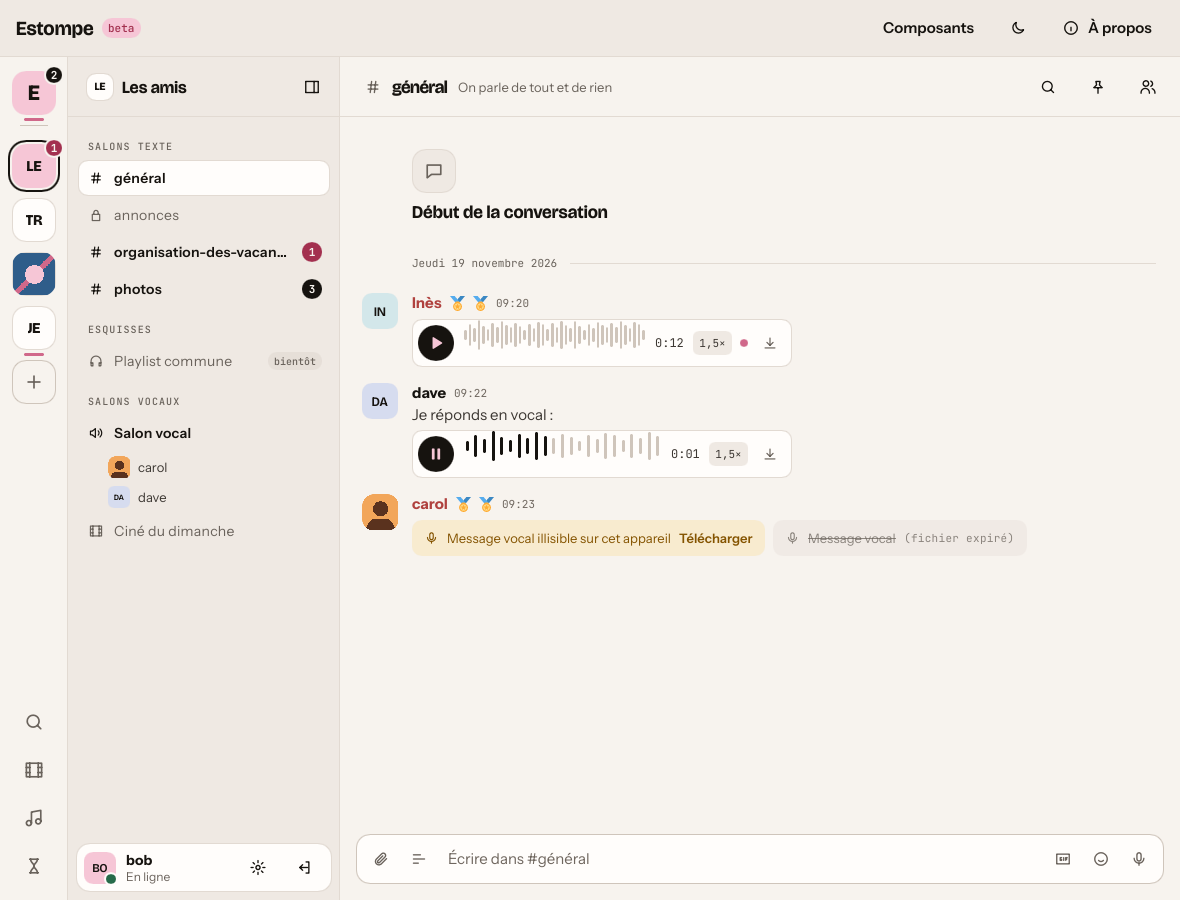 Estompe beta
Composants
À propos
E
2
LE
1
TR
JE
LE Les amis
SALONS TEXTE
# général
annonces
# organisation-des-vacan... 1
# photos 3
ESQUISSES
Playlist commune bientôt
SALONS VOCAUX
Salon vocal
carol
DA dave
Ciné du dimanche
BO bob
En ligne
# général On parle de tout et de rien
Début de la conversation
Jeudi 19 novembre 2026
IN Inès 09:20
0:12 1,5×
DA dave 09:22
Je réponds en vocal :
0:01 1,5×
carol 09:23
Message vocal illisible sur cet appareil Télécharger
Message vocal (fichier expiré)
Écrire dans #général
GIF